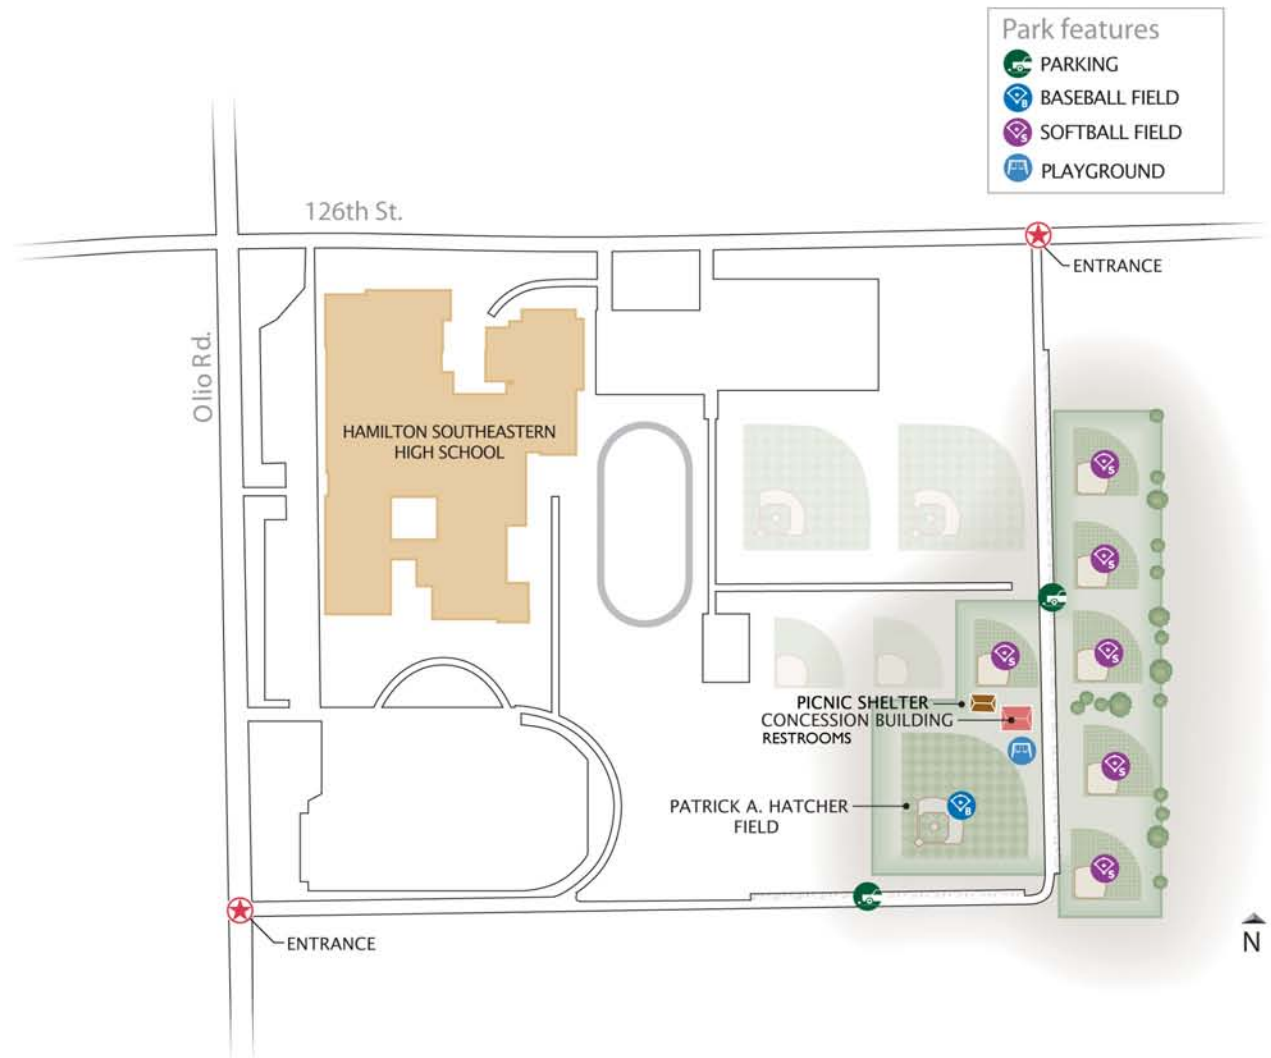 Park features
PARKING
BASEBALL FIELD
SOFTBALL FIELD
PLAYGROUND
126th St.
ENTRANCE
Olio Rd.
HAMILTON SOUTHEASTERN
HIGH SCHOOL
PICNIC SHELTER
CONCESSION BUILDING
RESTROOMS
PATRICK A. HATCHER
FIELD
ENTRANCE
N
B
S
S
S
S
S
S
S
B